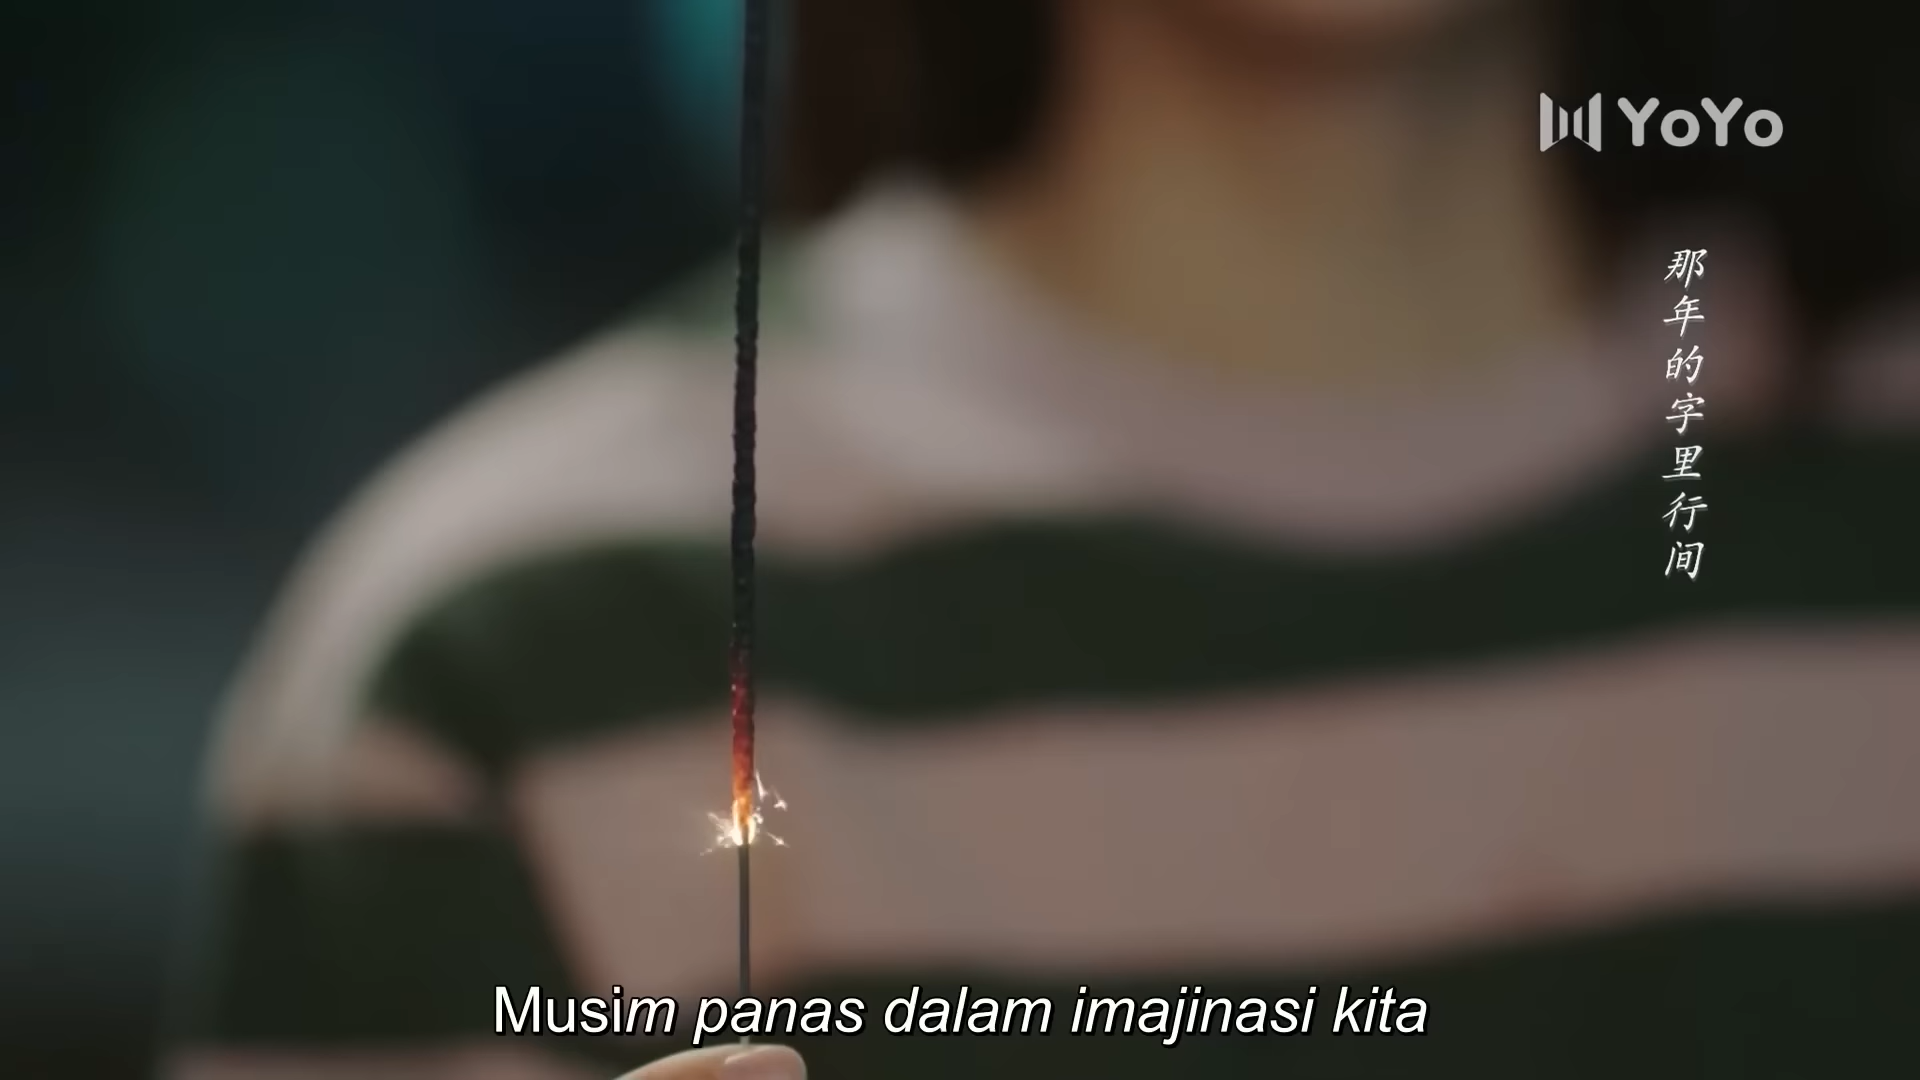 YoYo
那年的字里行间
Musim panas dalam imajinasi kita